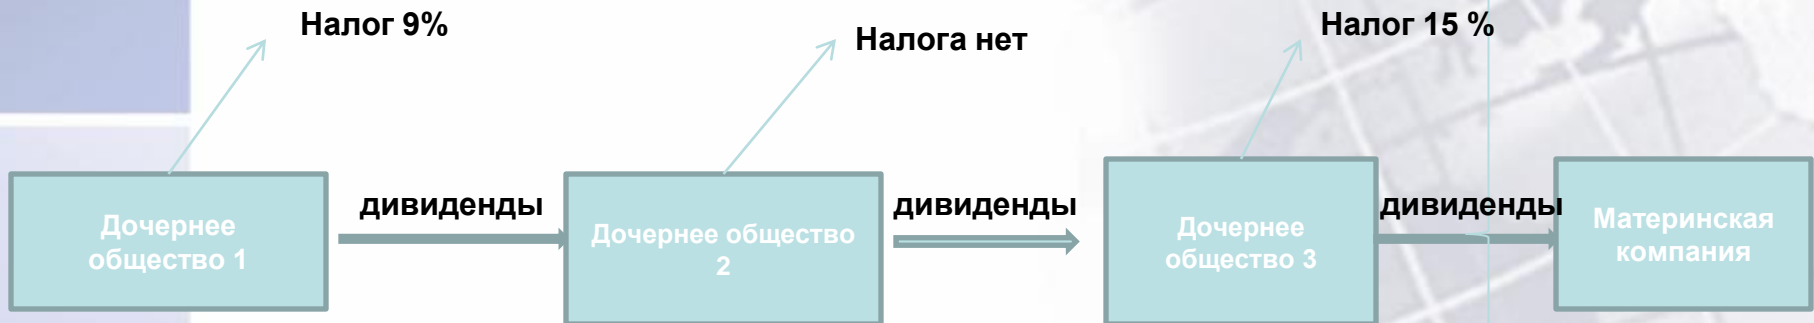 Налог 9%
Налога нет
Налог 15 %
Дочернее
общество 1
дивиденды
Дочернее общество
2
дивиденды
Дочернее
общество 3
дивиденды
Материнская
компания